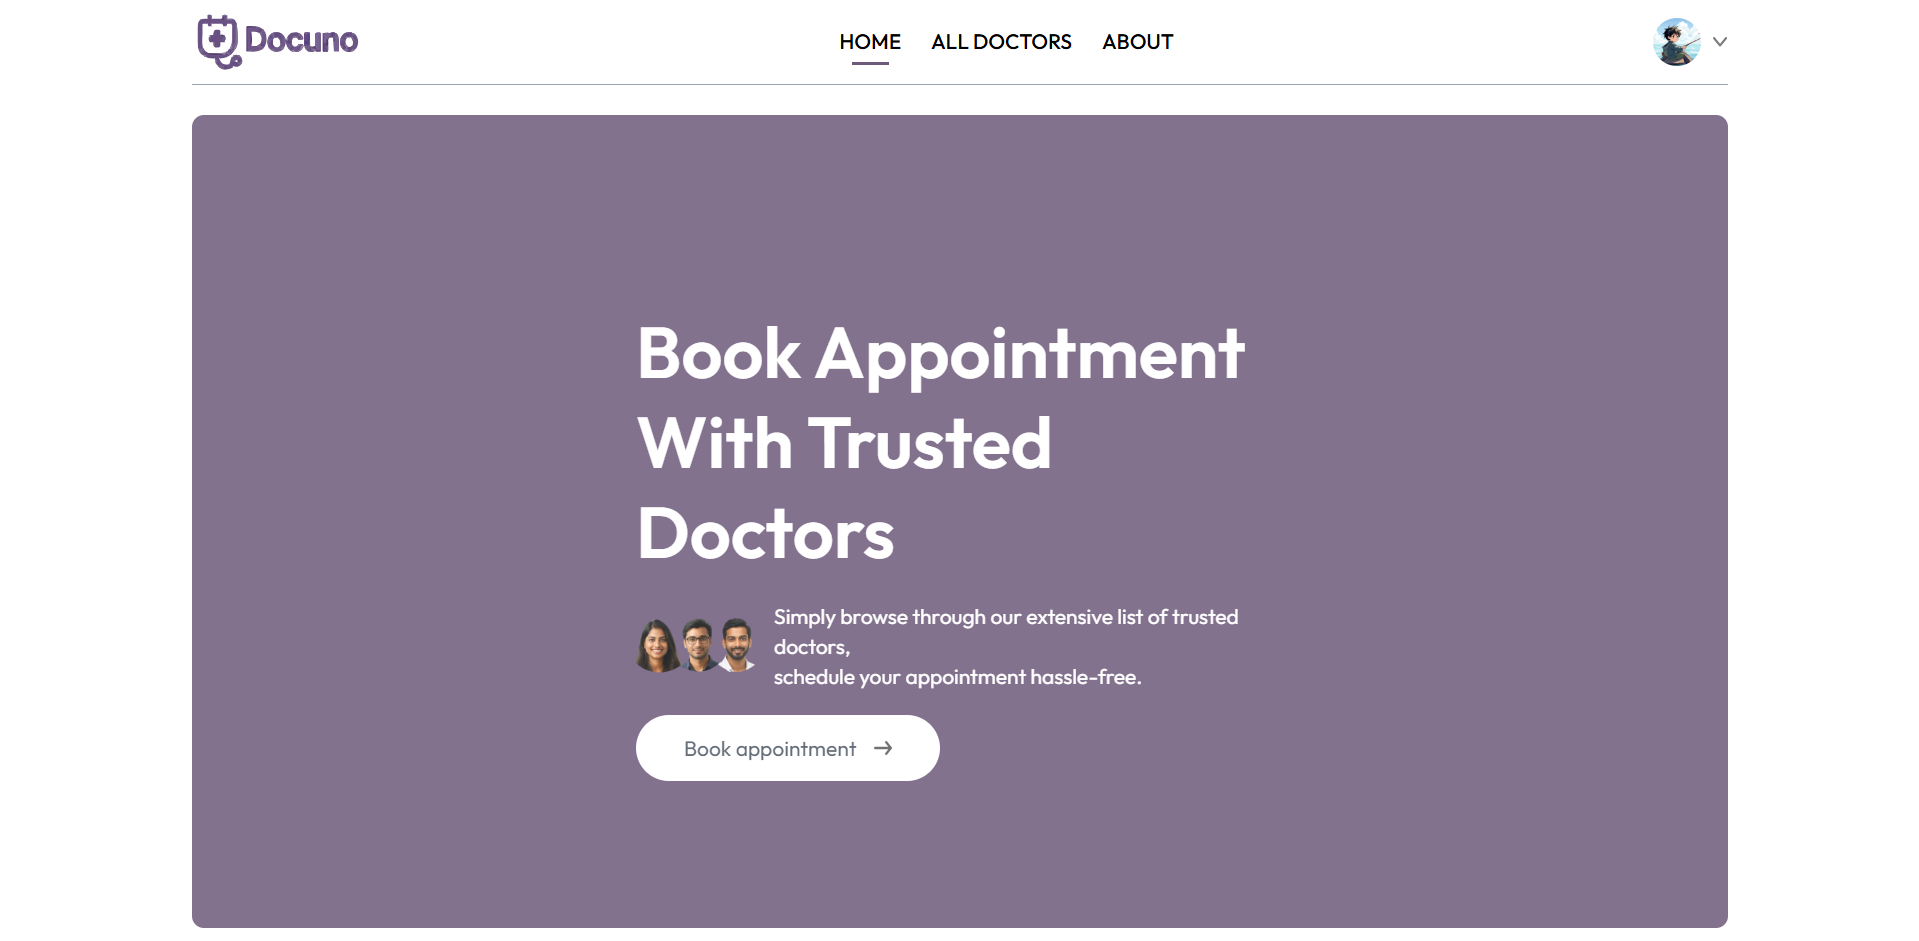 Docuno
HOME
ALL DOCTORS
ABOUT
Book Appointment
With Trusted
Doctors
Simply browse through our extensive list of trusted
doctors,
schedule your appointment hassle-free.
Book appointment